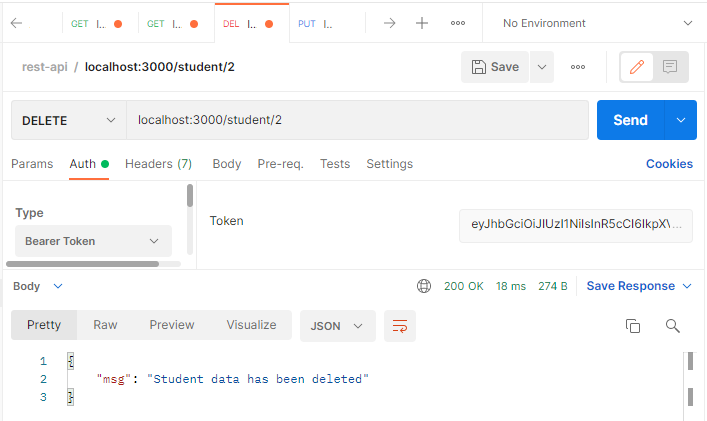 GET I.. GET I.. DEL I.. PUT I.. No Environment
rest-api / localhost:3000/student/2 Save
DELETE localhost:3000/student/2 Send
Params Auth Headers (7) Body Pre-req. Tests Settings Cookies
Type
Bearer Token
Token eyJhbGciOiJIUzI1NiIsInR5cCI6IkpX\...
Body 200 OK 18 ms 274 B Save Response
Pretty Raw Preview Visualize JSON
1 {
2 "msg": "Student data has been deleted"
3 }